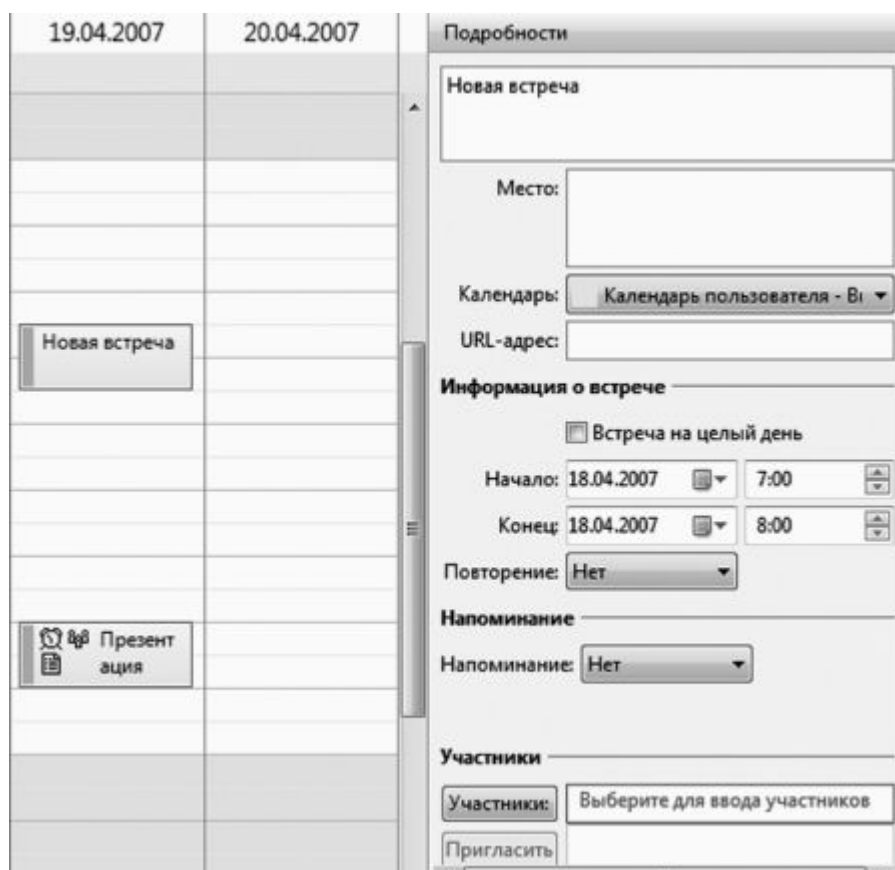 19.04.2007
20.04.2007
Новая встреча
Презент
ация
Подробности
Новая встреча
Место:
Календарь: Календарь пользователя -
URL-адрес:
Информация о встрече
Встреча на целый день
Начало: 18.04.2007 7:00
Конец: 18.04.2007 8:00
Повторение: Нет
Напоминание
Напоминание: Нет
Участники
Участники: Выберите для ввода участников
Пригласить